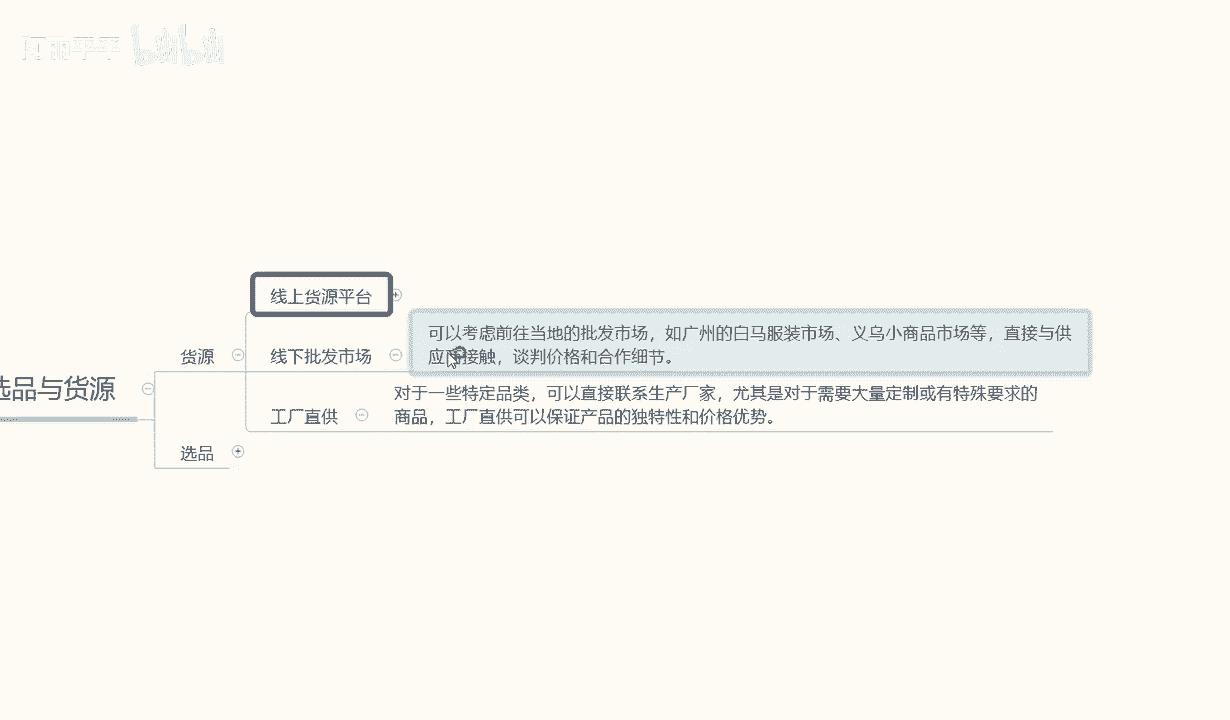 线上货源平台
可以考虑前往当地的批发市场，如广州的白马服装市场、义乌小商品市场等，直接与供
货源
线下批发市场
应 接触，谈判价格和合作细节。
选品与货源
对于一些特定品类，可以直接联系生产厂家，尤其是对于需要大量定制或有特殊要求的
工厂直供
商品，工厂直供可以保证产品的独特性和价格优势。
选品